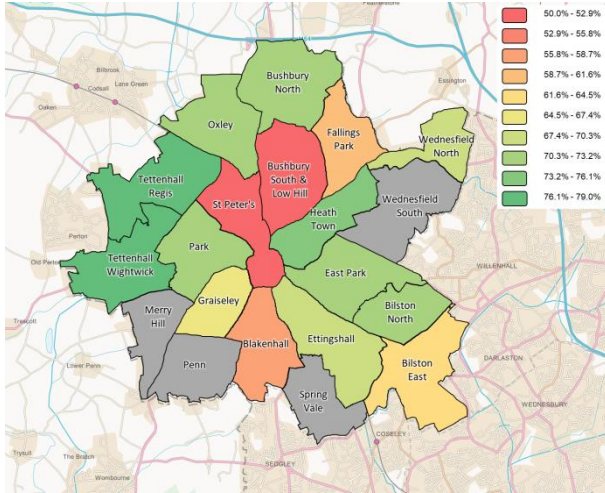 50.0% - 52.9%
52.9% - 55.8%
55.8% - 58.7%
58.7% - 61.6%
61.6% - 64.5%
64.5% - 67.4%
67.4% - 70.3%
70.3% - 73.2%
73.2% - 76.1%
76.1% - 79.0%
Featherstone
Bilbrook
Lane Green
Codsall
Oaken
Bushbury
North
Essington
Oxley
Fallings
Park
Wednesfield
North
Bushbury
South &
Low Hill
Tettenhall
Regis
St Peter's
Heath
Town
Wednesfield
South
Perton
Old Perton
Park
Tettenhall
Wightwick
East Park
WILLENHALL
Trescott
Merry
Hill
Graiseley
Bilston
North
Ettingshall
Blakenhall
Lower Penn
Penn
Bilston
East
DARLASTON
Spring
Vale
WEDNESBURY
COSELEY
Trysull
The Bratch
Wombourne
SEDGLEY